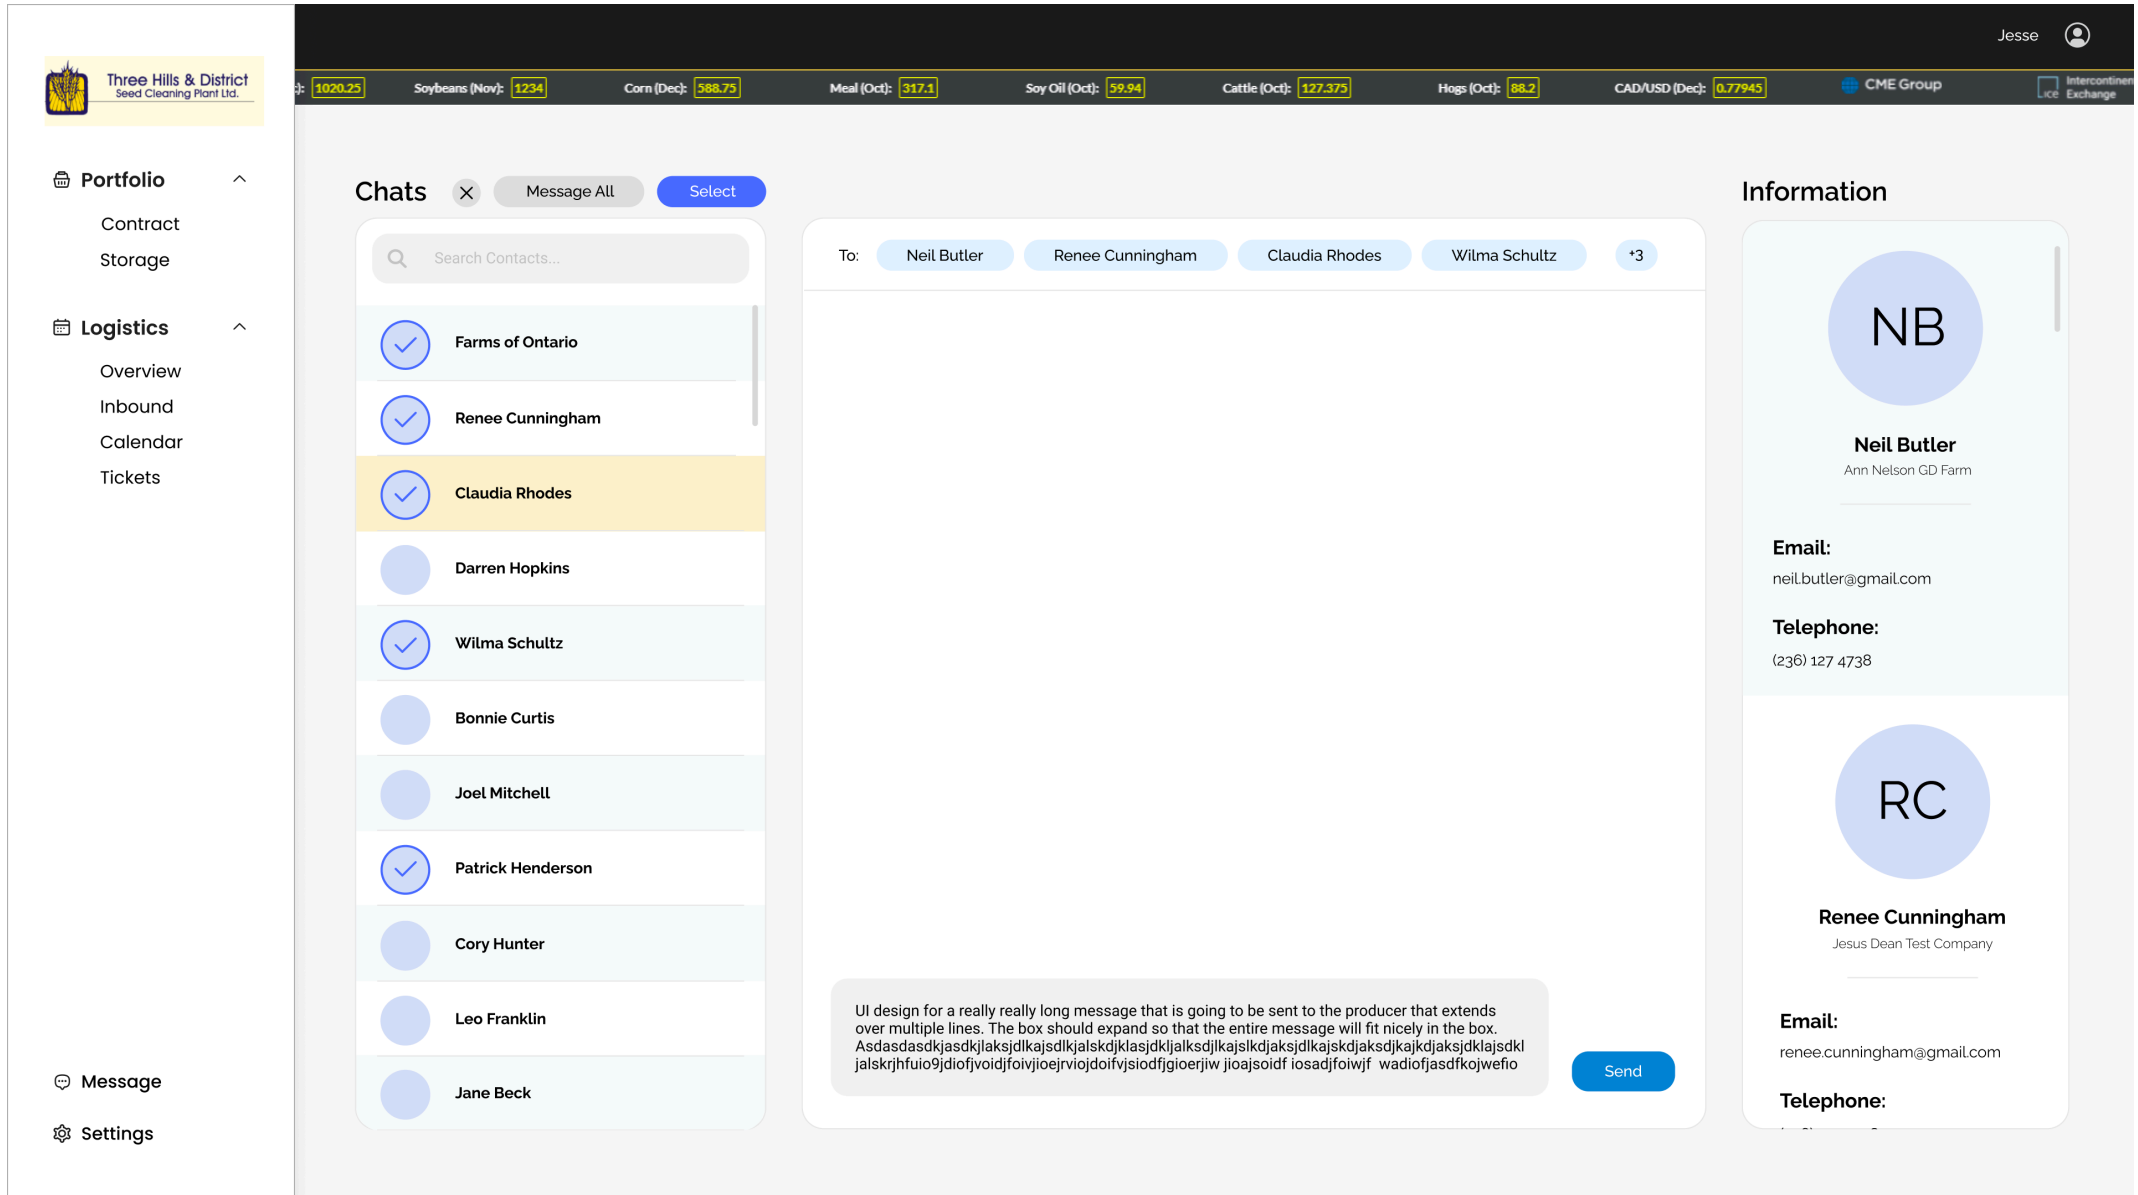 Jesse
Three Hills & District
Seed Cleaning Plant Ltd.
): 1020.25 Soybeans (Nov): 1234 Corn (Dec): 588.75 Meal (Oct): 317.1 Soy Oil (Oct): 59.94 Cattle (Oct): 127.375 Hogs (Oct): 88.2 CAD/USD (Dec): 0.77945 CME Group
ice Intercontinen
Exchange
Portfolio
Contract
Storage
Logistics
Overview
Inbound
Calendar
Tickets
Message
Settings
Chats Message All Select
Search Contacts...
Farms of Ontario
Renee Cunningham
Claudia Rhodes
Darren Hopkins
Wilma Schultz
Bonnie Curtis
Joel Mitchell
Patrick Henderson
Cory Hunter
Leo Franklin
Jane Beck
To: Neil Butler Renee Cunningham Claudia Rhodes Wilma Schultz +3
UI design for a really really long message that is going to be sent to the producer that extends
over multiple lines. The box should expand so that the entire message will fit nicely in the box.
Asdasdasdkjasdkjlaksjdlkajsdlkjalskdjklasjdkljalksdjlkajslkdjaksjdlkajskdjaksdjkajkdjaksjdklajsdkl
jalskrjhfuio9jdiofjvoidjfoivjioejrviojdoifvjsiodfjgioerjiw jioajsoidf iosadjfoiwjf  wadiofjasdfkojwefio
Send
Information
NB
Neil Butler
Ann Nelson GD Farm
Email:
neil.butler@gmail.com
Telephone:
(236) 127 4738
RC
Renee Cunningham
Jesus Dean Test Company
Email:
renee.cunningham@gmail.com
Telephone: